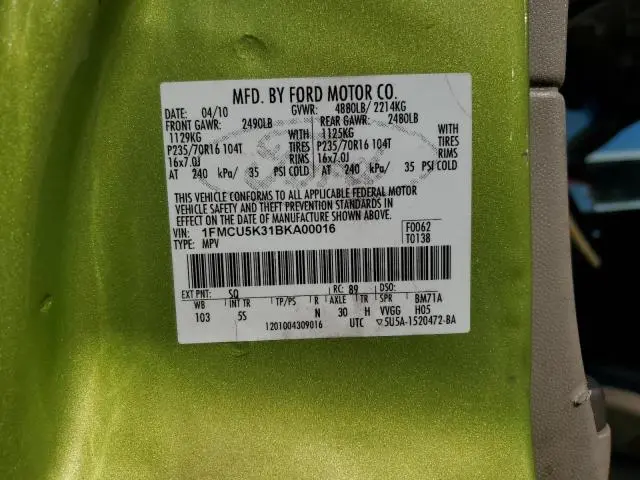 MFD. BY FORD MOTOR CO.
DATE: 04/10 GVWR: 4880LB/ 2214KG
FRONT GAWR: 2490LB REAR GAWR: 2480LB
1129KG WITH 1125KG WITH
P235/70R16 104T TIRES P235/70R16 104T TIRES
16x7.0J RIMS 16x7.0J RIMS
AT 240 kPa/ 35 PSI COLD AT 240 kPa/ 35 PSI COLD
THIS VEHICLE CONFORMS TO ALL APPLICABLE FEDERAL MOTOR
VEHICLE SAFETY AND THEFT PREVENTION STANDARDS IN
EFFECT ON THE DATE OF MANUFACTURE SHOWN ABOVE.
VIN: 1FMCU5K31BKA00016 F0062
TYPE: MPV T0138
EXT PNT: SQ RC: 89 DSO:
WB INT TR TP/PS R AXLE TR SPR BM71A
103 5S N 30 H VVGG H05
1201004309016 UTC ▽5U5A-1520472-BA